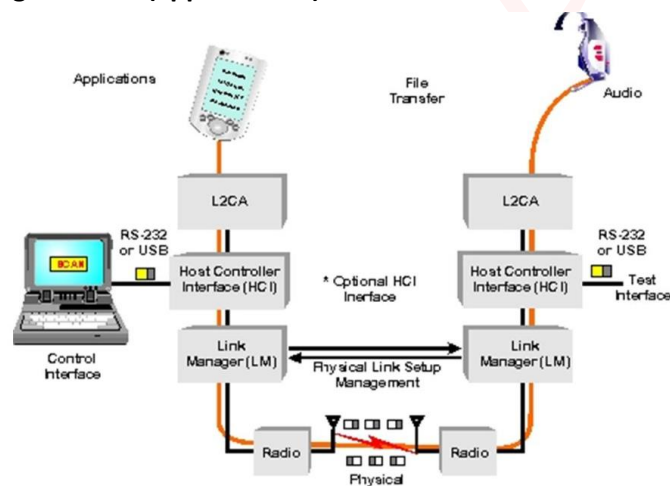 Applications
File
Transfer
Audio
L2CA
L2CA
RS-232
or USB
SCAN
Host Controller
Interface (HCI)
* Optional HCI
Inerface
Host Controller
Interface (HCI)
RS-232
or USB
Test
Interface
Control
Interface
Link
Manager (LM)
Physical Link Setup
Management
Link
Manager (LM)
Radio
Radio
Physical